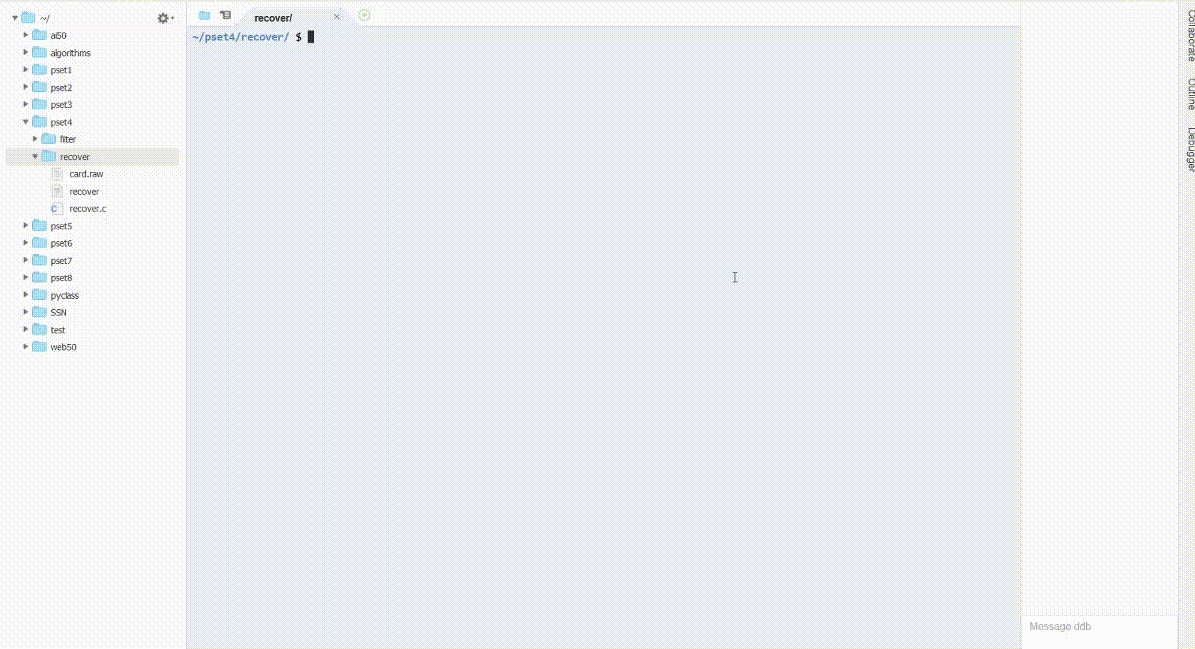 ~/
ai50
algorithms
pset1
pset2
pset3
pset4
filter
recover
card.raw
recover
recover.c
pset5
pset6
pset7
pset8
pyclass
SSN
test
web50
recover/
~/pset4/recover/ $
Message ddb
Collaborate
Outline
Debugger